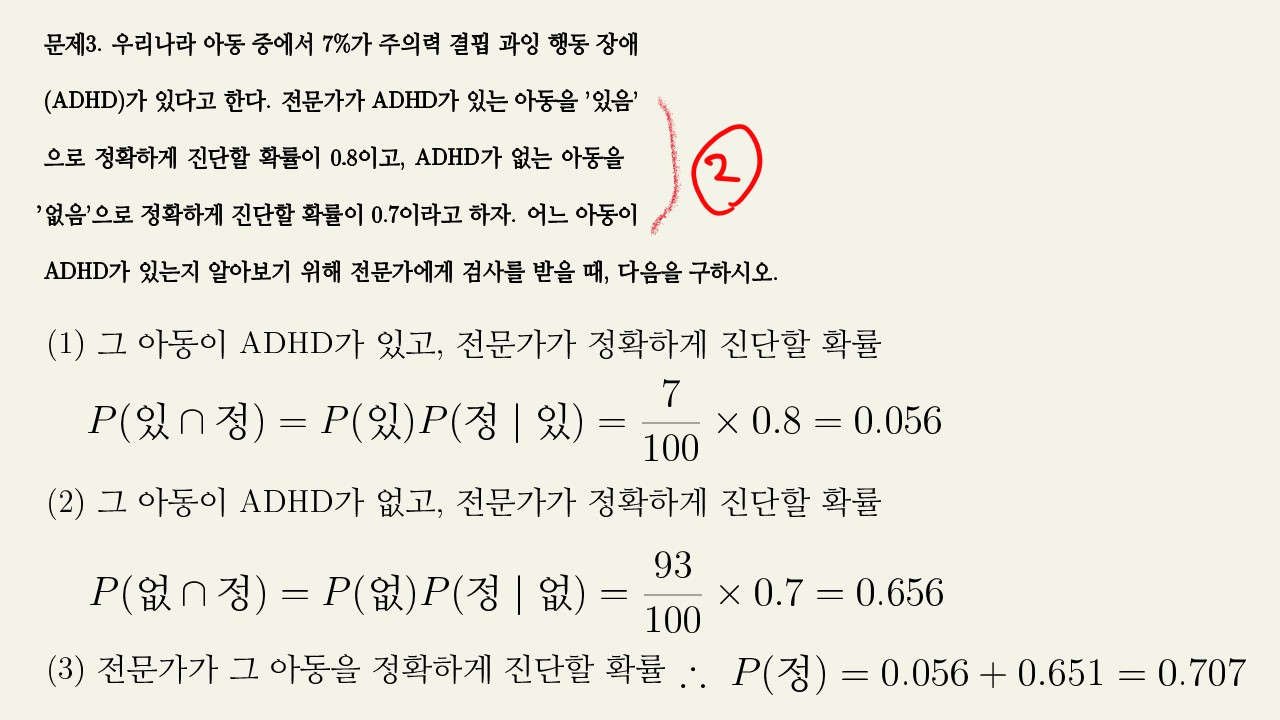 문제3. 우리나라 아동 중에서 7%가 주의력 결핍 과잉 행동 장애
(ADHD)가 있다고 한다. 전문가가 ADHD가 있는 아동을 '있음'
으로 정확하게 진단할 확률이 0.8이고, ADHD가 없는 아동을
'없음'으로 정확하게 진단할 확률이 0.7이라고 하자. 어느 아동이
ADHD가 있는지 알아보기 위해 전문가에게 검사를 받을 때, 다음을 구하시오.
②
(1) 그 아동이 ADHD가 있고, 전문가가 정확하게 진단할 확률
P(있 ∩ 정) = P(있)P(정 | 있) = 7/100 × 0.8 = 0.056
(2) 그 아동이 ADHD가 없고, 전문가가 정확하게 진단할 확률
P(없 ∩ 정) = P(없)P(정 | 없) = 93/100 × 0.7 = 0.656
(3) 전문가가 그 아동을 정확하게 진단할 확률 ∴ P(정) = 0.056 + 0.651 = 0.707